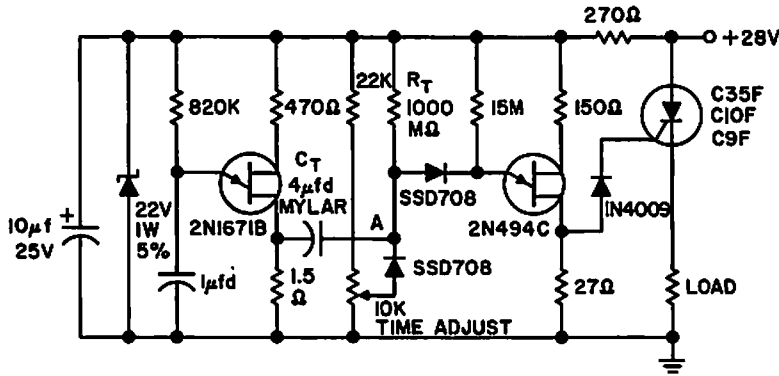 270Ω
+28V
820K
470Ω
22K
R_T
1000
MΩ
15M
150Ω
C35F
C10F
C9F
C_T
4μfd
MYLAR
SSD708
IN4009
10μf +
25V
22V
1W
5%
2N1671B
A
2N494C
1μfd
1.5
Ω
SSD708
27Ω
LOAD
10K
TIME ADJUST